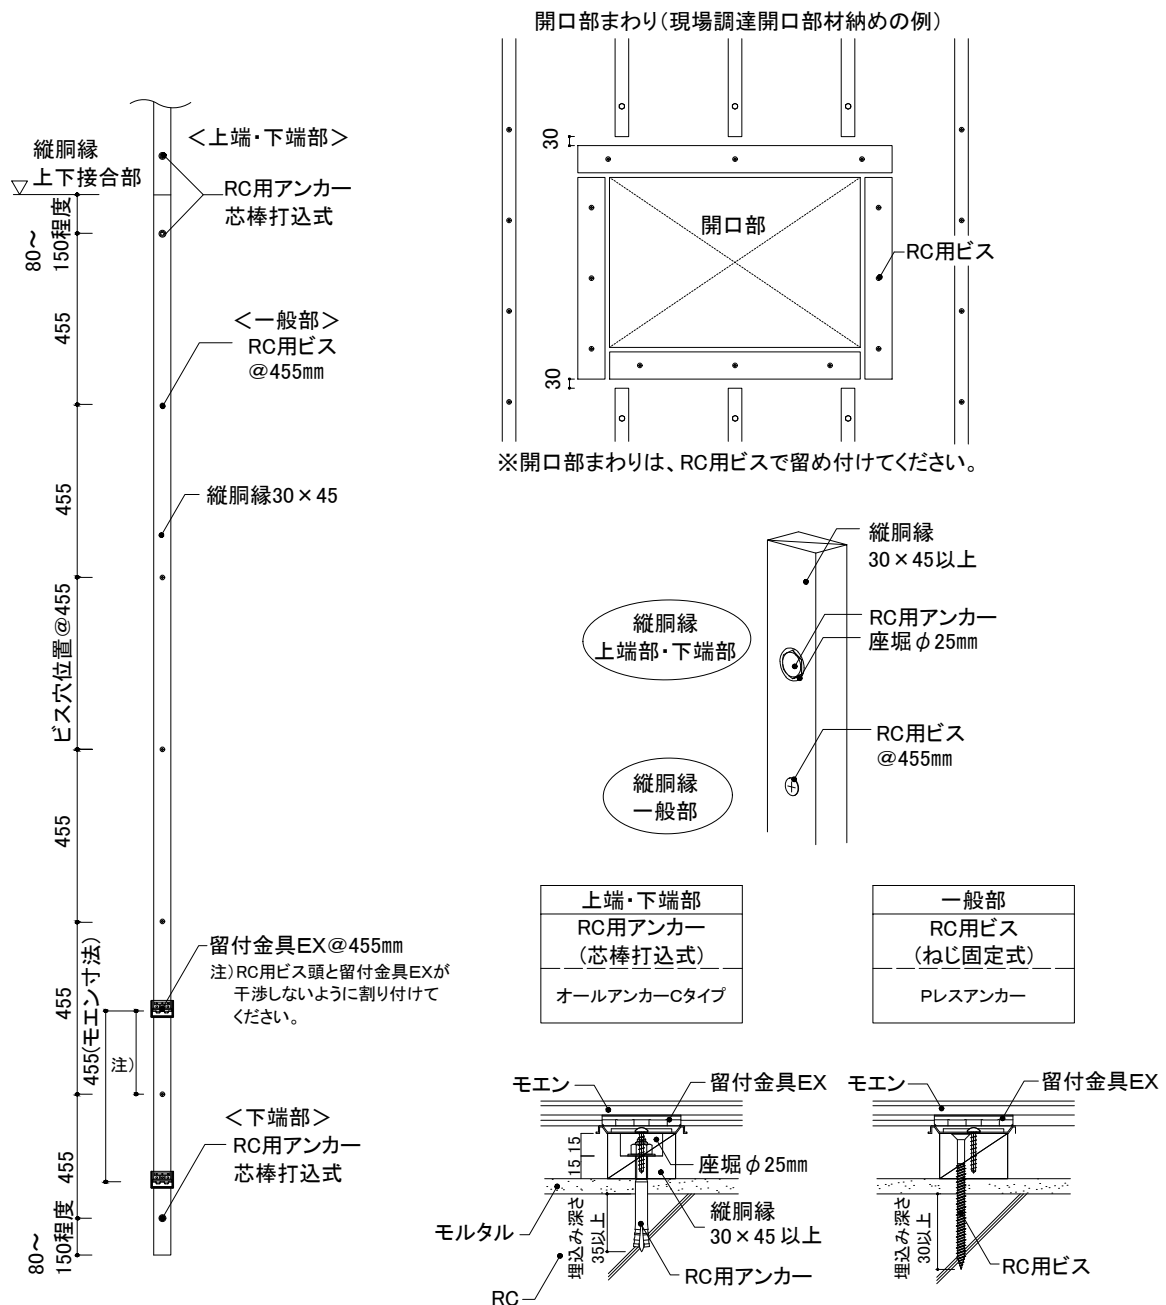 開口部まわり(現場調達開口部材納めの例)
30
開口部
RC用ビス
30
※開口部まわりは、RC用ビスで留め付けてください。
＜上端・下端部＞
縦胴縁
上下接合部
RC用アンカー
芯棒打込式
80～
150程度
455
＜一般部＞
RC用ビス
@455mm
455
縦胴縁30×45
ビス穴位置@455
455
留付金具EX@455mm
注)RC用ビス頭と留付金具EXが
干渉しないように割り付けて
ください。
455
455(モエン寸法)
注)
＜下端部＞
RC用アンカー
芯棒打込式
455
80～
150程度
縦胴縁
30×45以上
縦胴縁
上端部・下端部
RC用アンカー
座堀φ25mm
RC用ビス
@455mm
縦胴縁
一般部
上端・下端部
RC用アンカー
(芯棒打込式)
オールアンカーCタイプ
一般部
RC用ビス
(ねじ固定式)
Pレスアンカー
モエン
留付金具EX
15 15
座堀φ25mm
モルタル
埋込み深さ
35以上
縦胴縁
30×45 以上
RC用アンカー
RC
モエン
留付金具EX
埋込み深さ
30以上
RC用ビス